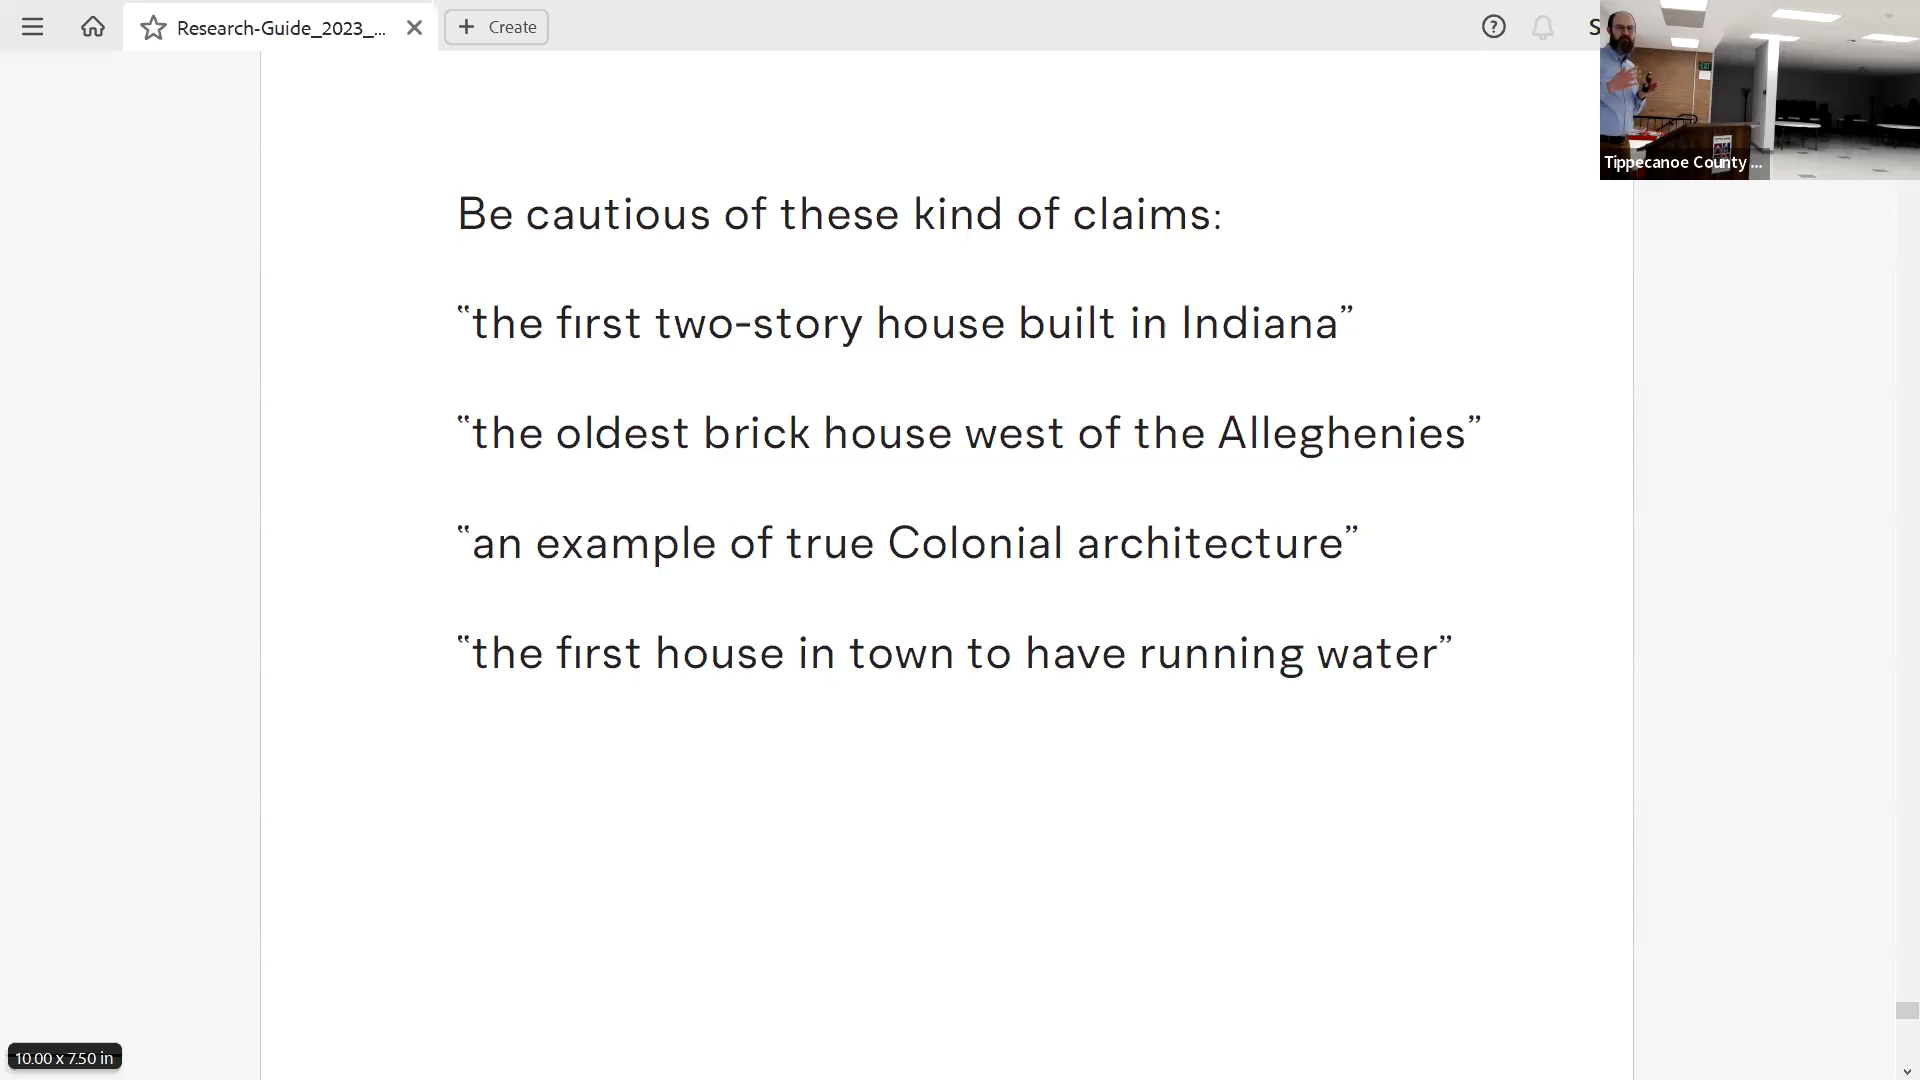 Research-Guide_2023_...
Create
S
Tippecanoe County ...
Be cautious of these kind of claims:
“the first two-story house built in Indiana”
“the oldest brick house west of the Alleghenies”
“an example of true Colonial architecture”
“the first house in town to have running water”
10.00 x 7.50 in